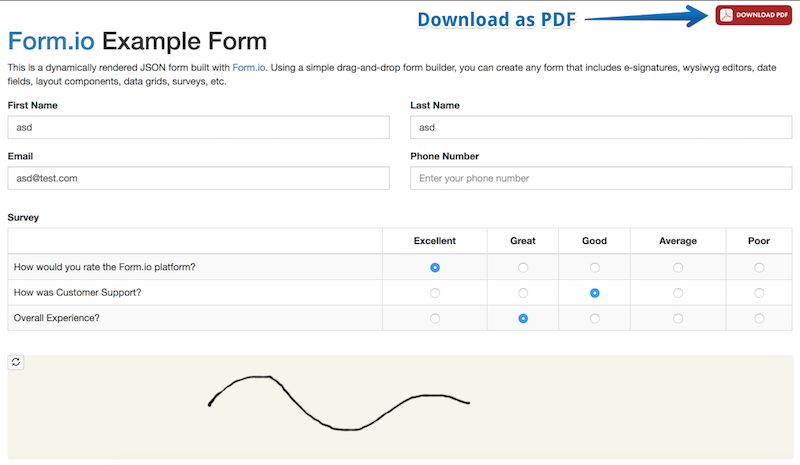 Download as PDF
DOWNLOAD PDF
Form.io Example Form
This is a dynamically rendered JSON form built with Form.io. Using a simple drag-and-drop form builder, you can create any form that includes e-signatures, wysiwyg editors, date
fields, layout components, data grids, surveys, etc.
First Name
Last Name
asd
asd
Email
Phone Number
asd@test.com
Enter your phone number
Survey
Excellent Great Good Average Poor
How would you rate the Form.io platform?
How was Customer Support?
Overall Experience?